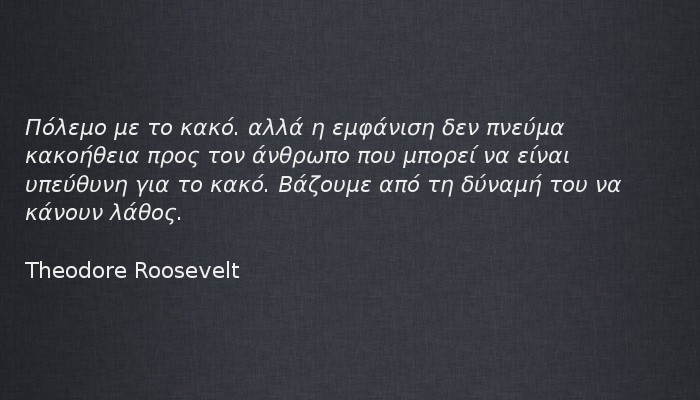 Πόλεμο με το κακό. αλλά η εμφάνιση δεν πνεύμα
κακοήθεια προς τον άνθρωπο που μπορεί να είναι
υπεύθυνη για το κακό. Βάζουμε από τη δύναμή του να
κάνουν λάθος.
Theodore Roosevelt